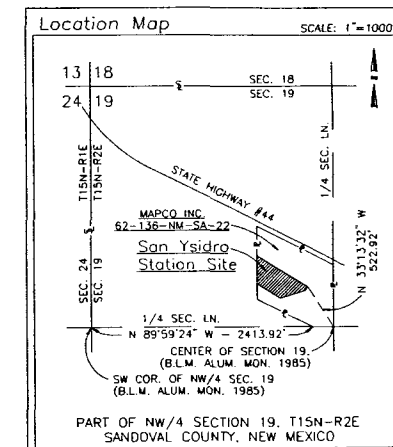 Location Map
SCALE: 1"=1000'
13 18
24 19
SEC. 18
SEC. 19
T15N-R1E
T15N-R2E
1/4 SEC. LN.
STATE HIGHWAY #44
MAPCO INC.
62-136-NM-SA-22
San Ysidro
Station Site
N 33°13'32" W
522.92'
SEC. 24
SEC. 19
1/4 SEC. LN.
N 89°59'24" W - 2413.92'
CENTER OF SECTION 19.
(B.L.M. ALUM. MON. 1985)
SW COR. OF NW/4 SEC. 19
(B.L.M. ALUM. MON. 1985)
PART OF NW/4 SECTION 19, T15N-R2E
SANDOVAL COUNTY, NEW MEXICO